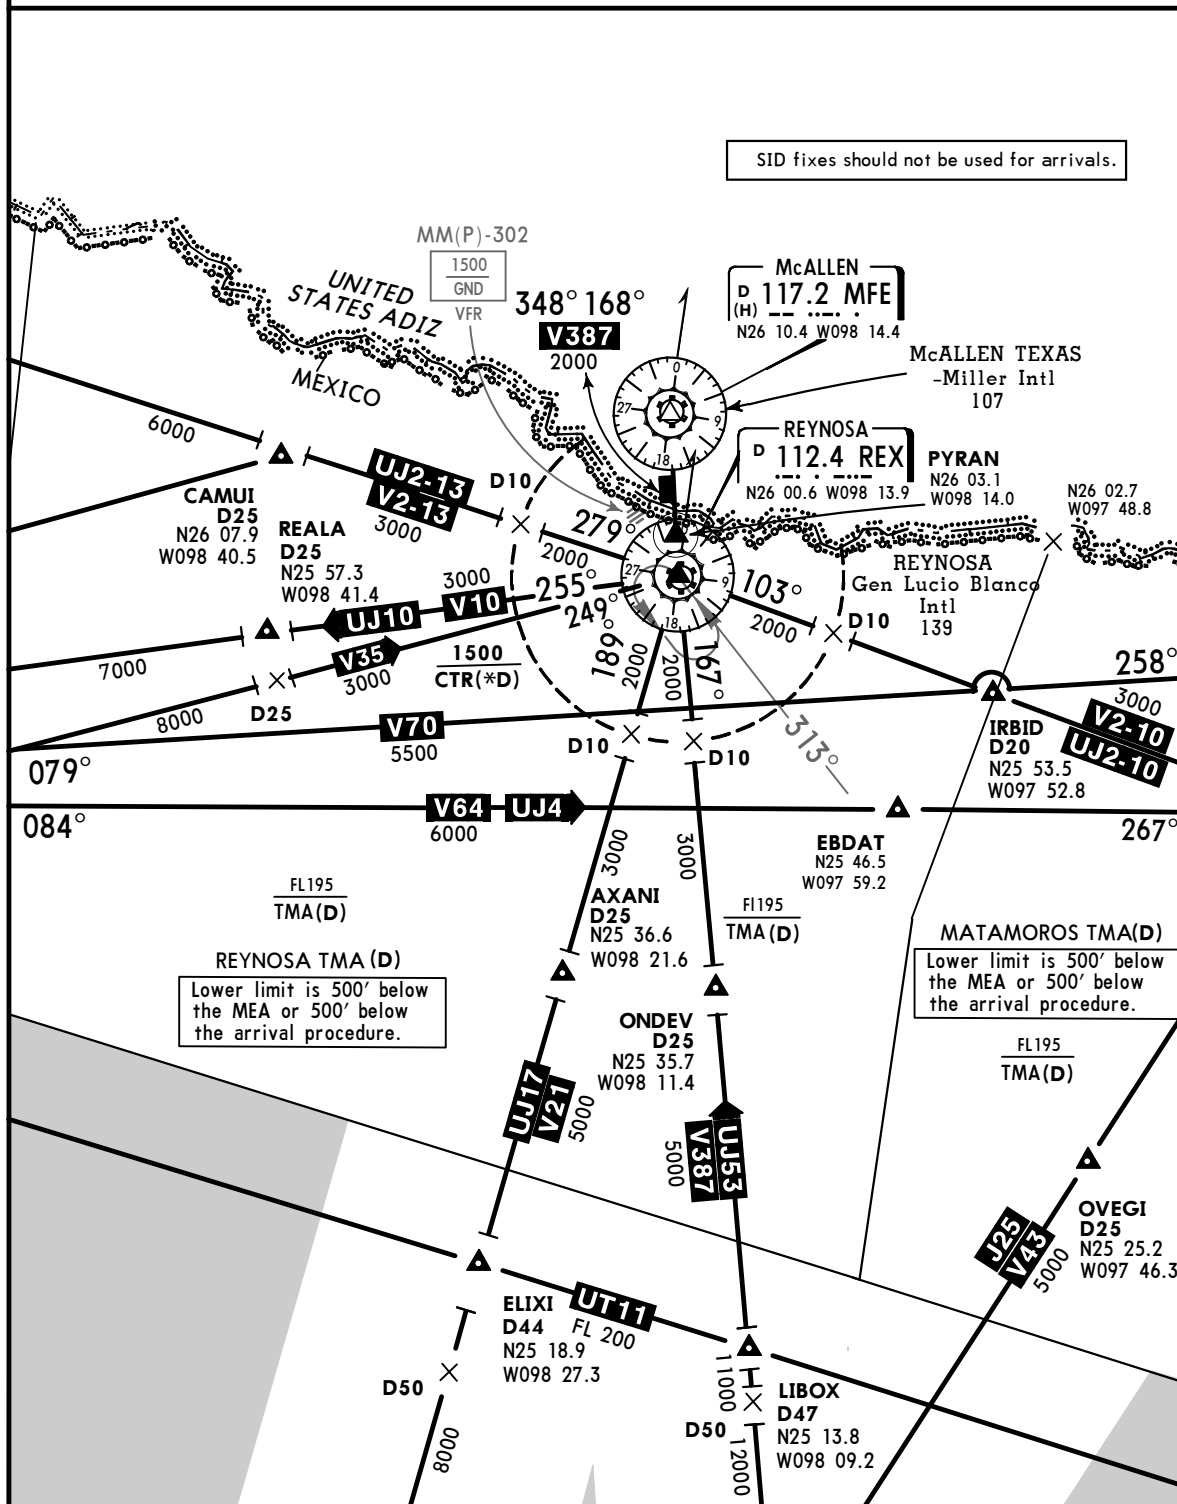 SID fixes should not be used for arrivals.
MM(P)-302
1500
GND
VFR
UNITED
STATES ADIZ
MEXICO
348° 168°
V387
2000
McALLEN
D
(H)
117.2 MFE
N26 10.4 W098 14.4
McALLEN TEXAS
-Miller Intl
107
0
9
18
27
REYNOSA
D 112.4 REX
N26 00.6 W098 13.9
PYRAN
N26 03.1
W098 14.0
N26 02.7
W097 48.8
REYNOSA
Gen Lucio Blanco
Intl
139
6000
CAMUI
D25
N26 07.9
W098 40.5
UJ2-13
V2-13
3000
D10
279°
2000
REALA
D25
N25 57.3
W098 41.4
3000
255°
V10
UJ10
7000
249°
V35
3000
8000
D25
1500
CTR(*D)
27
9
18
103°
2000
D10
189°
2000
167°
2000
D10
D10
313°
258°
3000
V2-10
UJ2-10
IRBID
D20
N25 53.5
W097 52.8
V70
5500
079°
084°
V64
UJ4
6000
267°
EBDAT
N25 46.5
W097 59.2
3000
3000
FL195
TMA(D)
AXANI
D25
N25 36.6
W098 21.6
Fl195
TMA(D)
REYNOSA TMA (D)
Lower limit is 500' below
the MEA or 500' below
the arrival procedure.
MATAMOROS TMA(D)
Lower limit is 500' below
the MEA or 500' below
the arrival procedure.
FL195
TMA(D)
ONDEV
D25
N25 35.7
W098 11.4
UJ17
V21
5000
V387
UJ53
5000
OVEGI
D25
N25 25.2
W097 46.3
J25
V43
5000
ELIXI
D44
N25 18.9
W098 27.3
UT11
FL 200
D50
8000
11000
LIBOX
D47
N25 13.8
W098 09.2
D50
12000